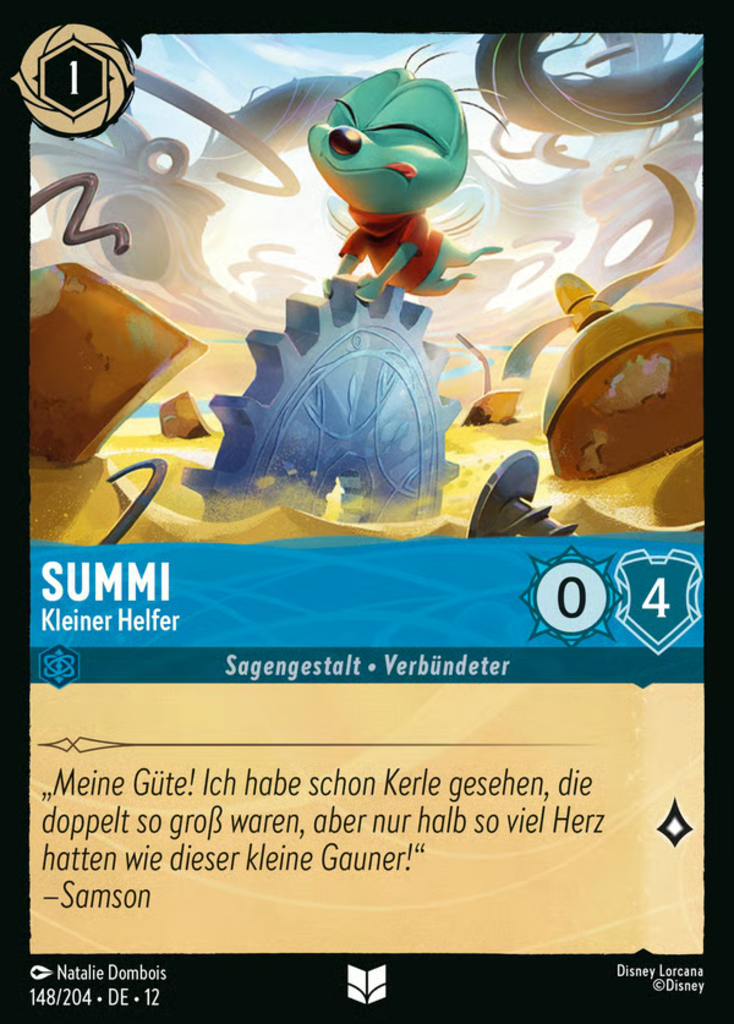 1
SUMMI
Kleiner Helfer
0
4
Sagengestalt • Verbündeter
„Meine Güte! Ich habe schon Kerle gesehen, die
doppelt so groß waren, aber nur halb so viel Herz
hatten wie dieser kleine Gauner!“
–Samson
Natalie Dombois
148/204 • DE • 12
Disney Lorcana
©Disney